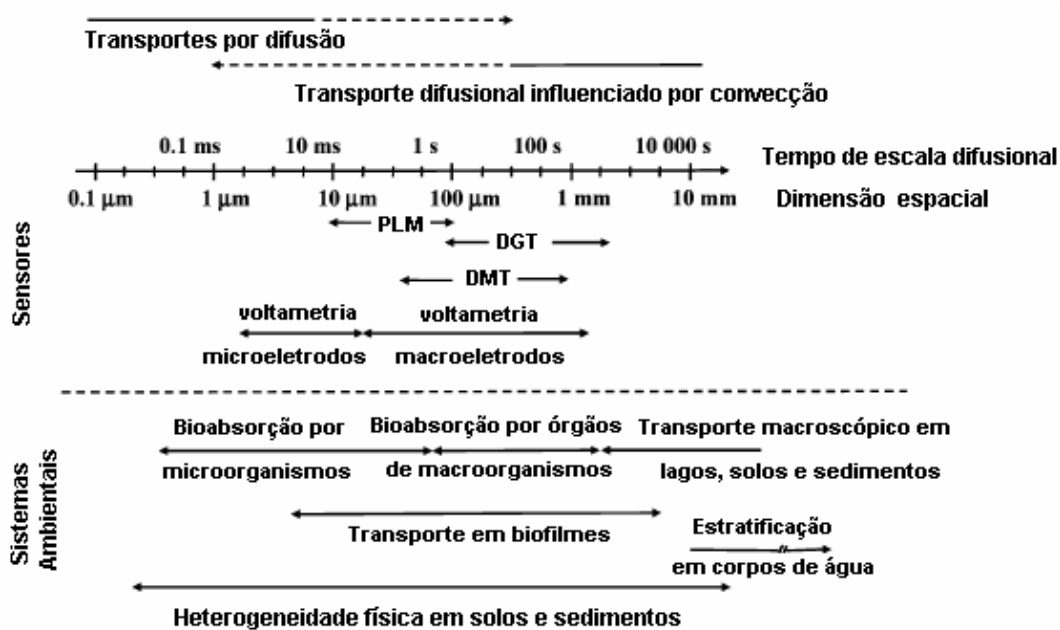 Transportes por difusão
Transporte difusional influenciado por convecção
0.1 ms 10 ms 1 s 100 s 10 000 s
Tempo de escala difusional
0.1 µm 1 µm 10 µm 100 µm 1 mm 10 mm
Dimensão espacial
Sensores
PLM
DGT
DMT
voltametria
microeletrodos
voltametria
macroeletrodos
Sistemas
Ambientais
Bioabsorção por
microorganismos
Bioabsorção por órgãos
de macroorganismos
Transporte macroscópico em
lagos, solos e sedimentos
Transporte em biofilmes
Estratificação
em corpos de água
Heterogeneidade física em solos e sedimentos